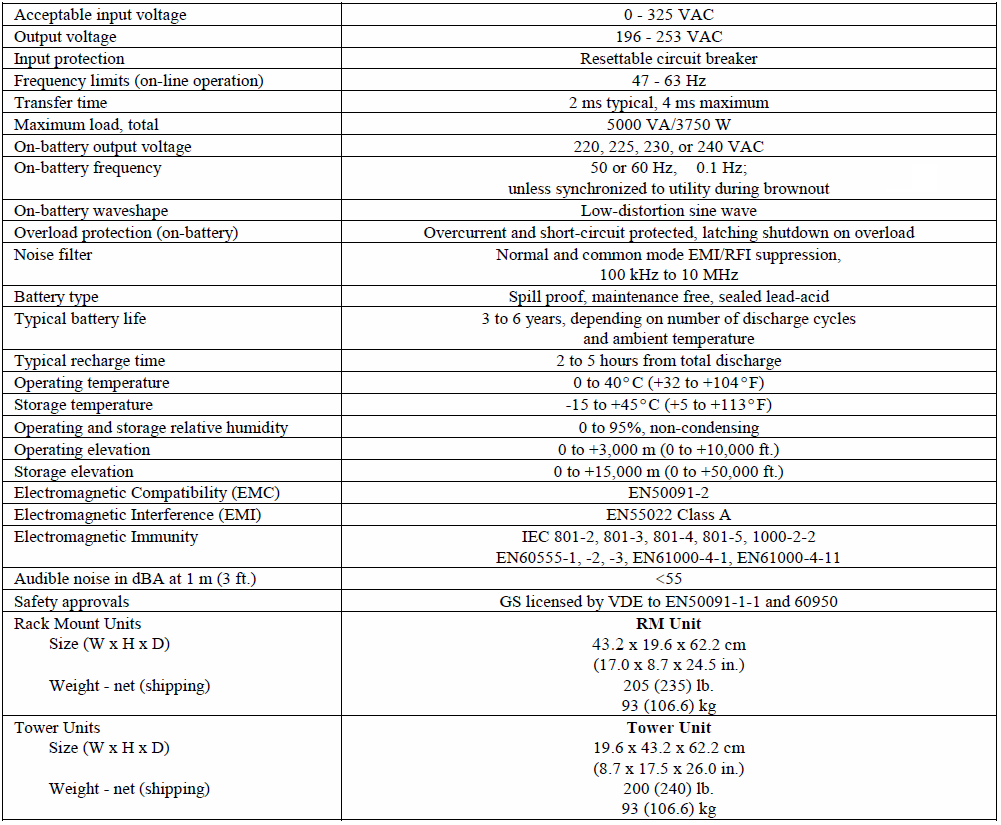 Acceptable input voltage 0 - 325 VAC
Output voltage 196 - 253 VAC
Input protection Resettable circuit breaker
Frequency limits (on-line operation) 47 - 63 Hz
Transfer time 2 ms typical, 4 ms maximum
Maximum load, total 5000 VA/3750 W
On-battery output voltage 220, 225, 230, or 240 VAC
On-battery frequency 50 or 60 Hz, 0.1 Hz;
unless synchronized to utility during brownout
On-battery waveshape Low-distortion sine wave
Overload protection (on-battery) Overcurrent and short-circuit protected, latching shutdown on overload
Noise filter Normal and common mode EMI/RFI suppression,
100 kHz to 10 MHz
Battery type Spill proof, maintenance free, sealed lead-acid
Typical battery life 3 to 6 years, depending on number of discharge cycles
and ambient temperature
Typical recharge time 2 to 5 hours from total discharge
Operating temperature 0 to 40°C (+32 to +104°F)
Storage temperature -15 to +45°C (+5 to +113°F)
Operating and storage relative humidity 0 to 95%, non-condensing
Operating elevation 0 to +3,000 m (0 to +10,000 ft.)
Storage elevation 0 to +15,000 m (0 to +50,000 ft.)
Electromagnetic Compatibility (EMC) EN50091-2
Electromagnetic Interference (EMI) EN55022 Class A
Electromagnetic Immunity IEC 801-2, 801-3, 801-4, 801-5, 1000-2-2
EN60555-1, -2, -3, EN61000-4-1, EN61000-4-11
Audible noise in dBA at 1 m (3 ft.) <55
Safety approvals GS licensed by VDE to EN50091-1-1 and 60950
Rack Mount Units RM Unit
Size (W x H x D) 43.2 x 19.6 x 62.2 cm
(17.0 x 8.7 x 24.5 in.)
Weight - net (shipping) 205 (235) lb.
93 (106.6) kg
Tower Units Tower Unit
Size (W x H x D) 19.6 x 43.2 x 62.2 cm
(8.7 x 17.5 x 26.0 in.)
Weight - net (shipping) 200 (240) lb.
93 (106.6) kg